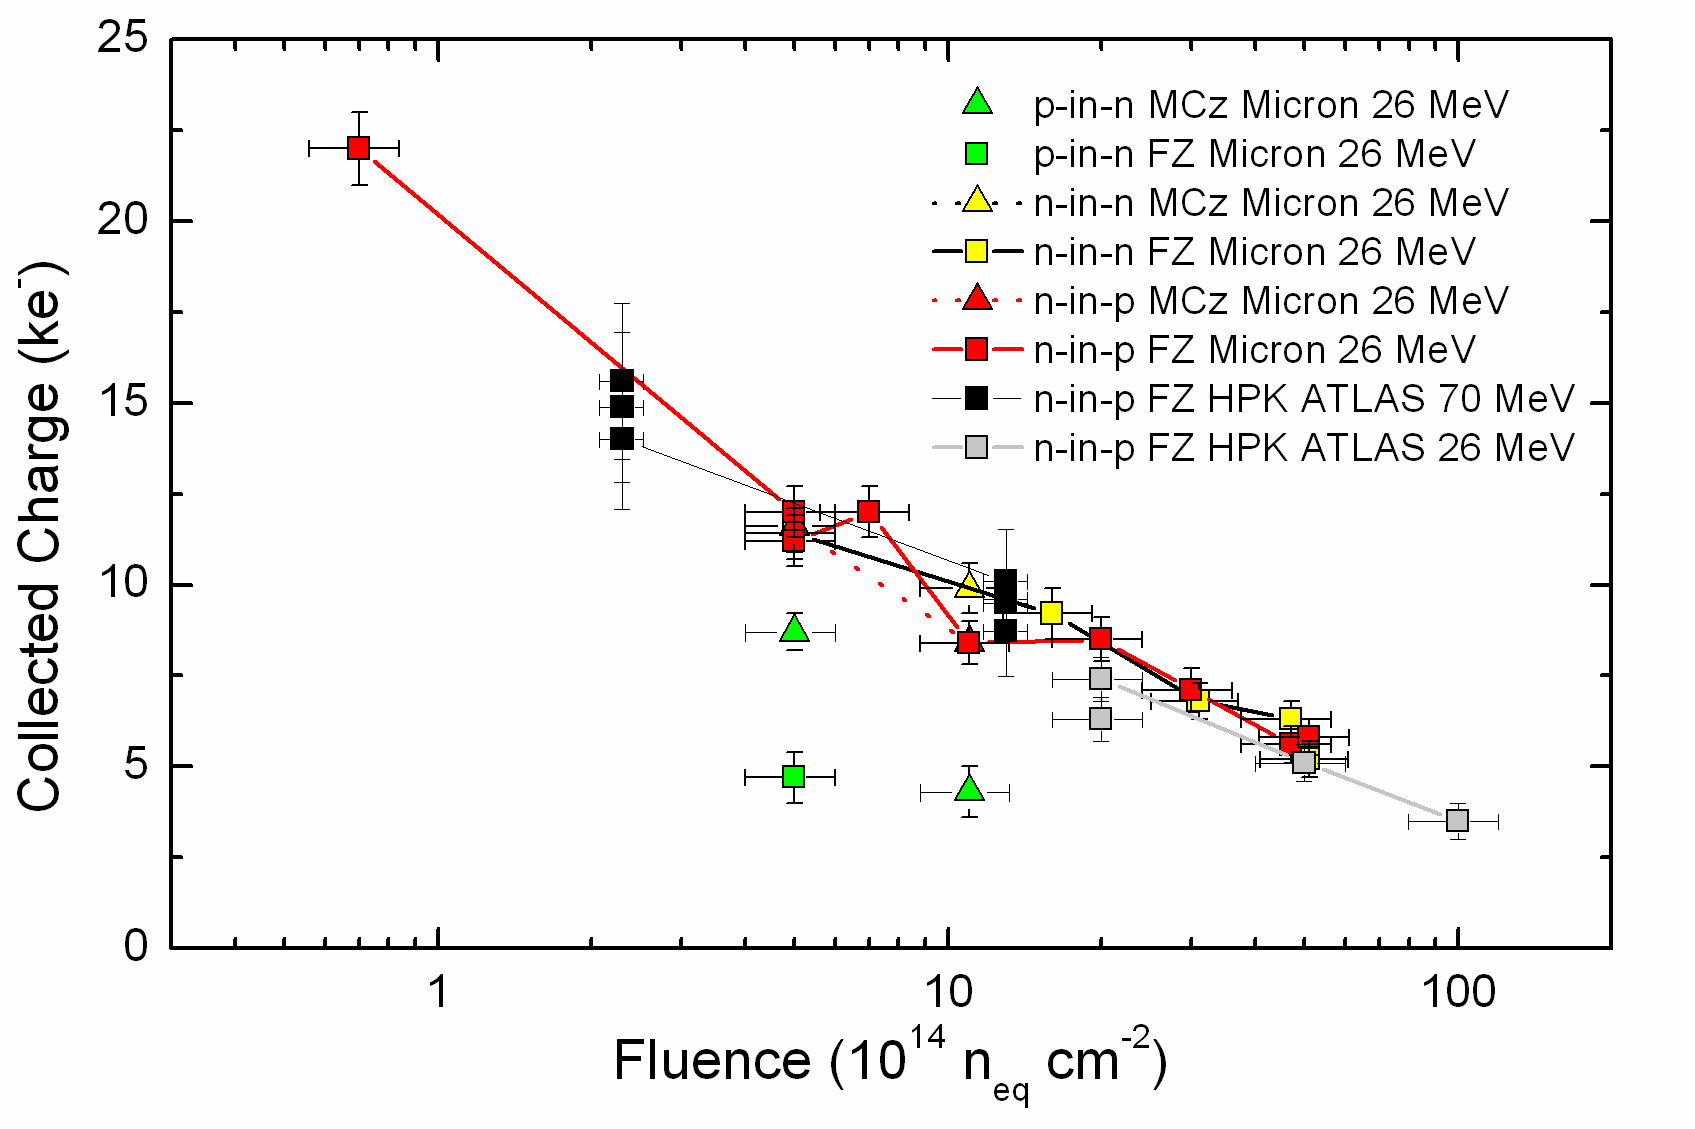 25
20
15
10
5
0
Collected Charge (ke⁻)
p-in-n MCz Micron 26 MeV
p-in-n FZ Micron 26 MeV
n-in-n MCz Micron 26 MeV
n-in-n FZ Micron 26 MeV
n-in-p MCz Micron 26 MeV
n-in-p FZ Micron 26 MeV
n-in-p FZ HPK ATLAS 70 MeV
n-in-p FZ HPK ATLAS 26 MeV
1 10 100
Fluence (10¹⁴ n_eq cm⁻²)